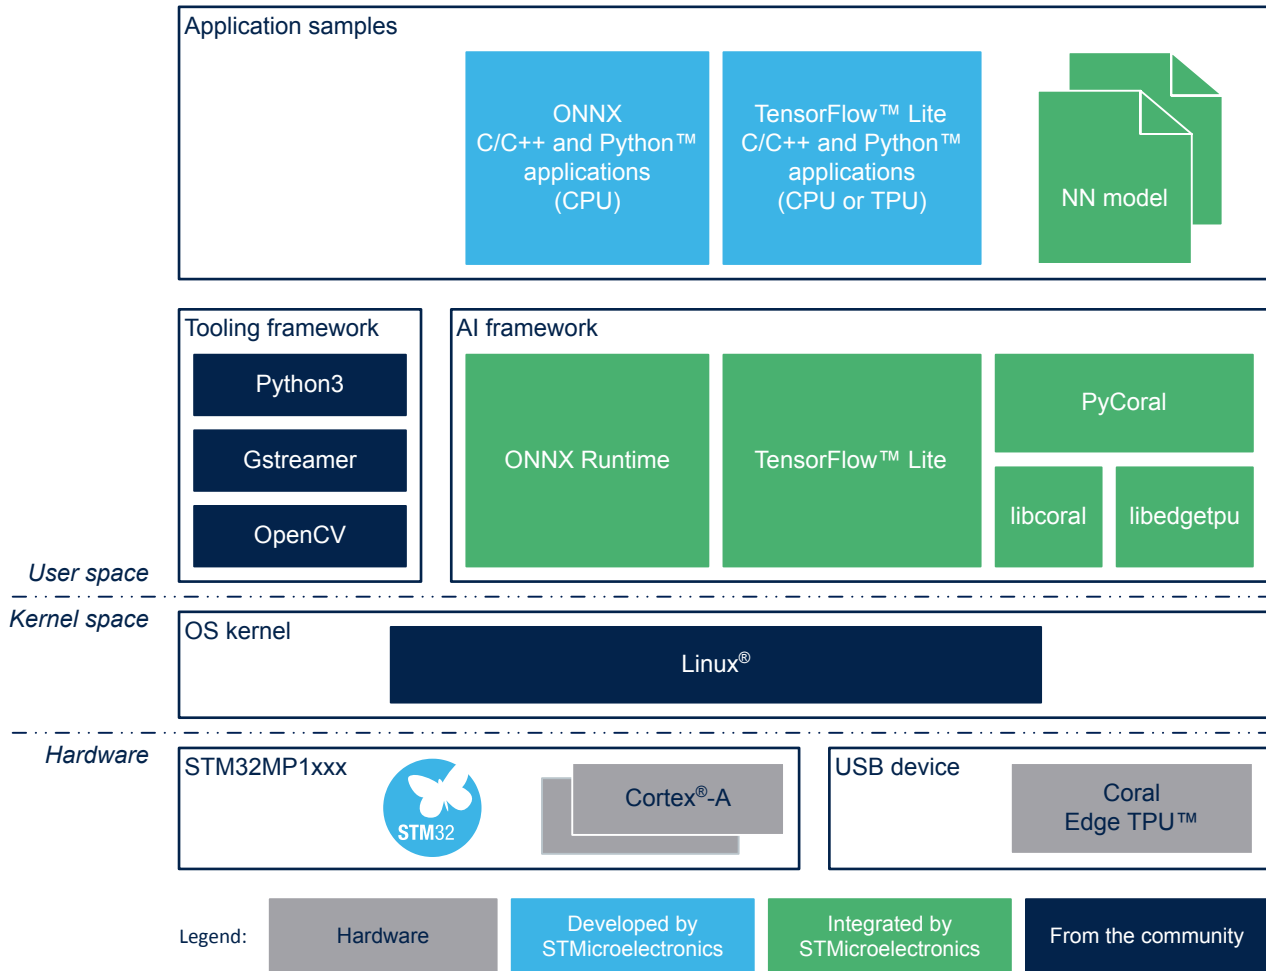 Application samples
ONNX
C/C++ and Python™
applications
(CPU)
TensorFlow™ Lite
C/C++ and Python™
applications
(CPU or TPU)
NN model
Tooling framework
Python3
Gstreamer
OpenCV
AI framework
ONNX Runtime
TensorFlow™ Lite
PyCoral
libcoral
libedgetpu
User space
Kernel space
OS kernel
Linux®
Hardware
STM32MP1xxx
STM32
Cortex®-A
USB device
Coral
Edge TPU™
Legend:
Hardware
Developed by
STMicroelectronics
Integrated by
STMicroelectronics
From the community